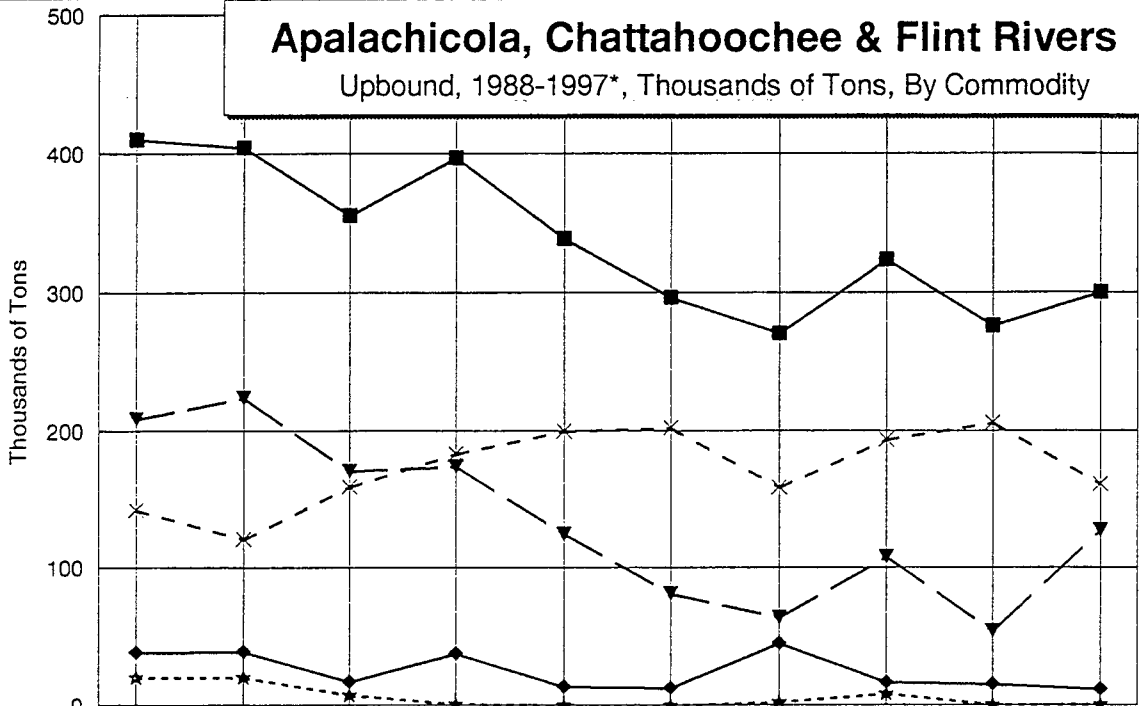 Apalachicola, Chattahoochee & Flint Rivers
Upbound, 1988-1997*, Thousands of Tons, By Commodity
Thousands of Tons
500
400
300
200
100
0